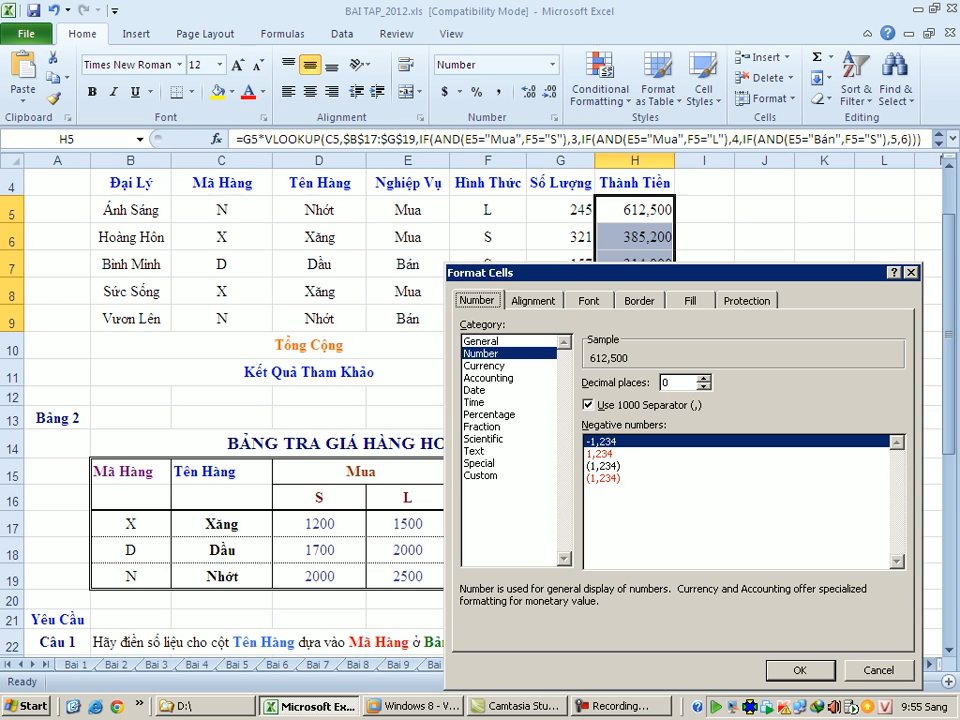 BAI TAP_2012.xls [Compatibility Mode] - Microsoft Excel
File Home Insert Page Layout Formulas Data Review View
Times New Roman 12 Number Insert
Paste B I U $ % , Conditional Formatting Format as Table Cell Styles Delete Format Σ Sort & Filter Find & Select
Clipboard Font Alignment Number Styles Cells Editing
H5 fx =G5*VLOOKUP(C5,$B$17:$G$19,IF(AND(E5="Mua",F5="S"),3,IF(AND(E5="Mua",F5="L"),4,IF(AND(E5="Bán",F5="S"),5,6))))
A B C D E F G H I J K L
4 Đại Lý Mã Hàng Tên Hàng Nghiệp Vụ Hình Thức Số Lượng Thành Tiền
5 Ánh Sáng N Nhớt Mua L 245 612,500
6 Hoàng Hôn X Xăng Mua S 321 385,200
7 Bình Minh D Dầu Bán
8 Sức Sống X Xăng Mua
9 Vươn Lên N Nhớt Bán
10 Tổng Cộng
11 Kết Quả Tham Khảo
12
13 Bảng 2
14 BẢNG TRA GIÁ HÀNG HO
15 Mã Hàng Tên Hàng Mua
16 S L
17 X Xăng 1200 1500
18 D Dầu 1700 2000
19 N Nhớt 2000 2500
20
21 Yêu Cầu
22 Câu 1 Hãy điền số liệu cho cột Tên Hàng dựa vào Mã Hàng ở Bản
Format Cells
Number Alignment Font Border Fill Protection
Category:
General
Number
Currency
Accounting
Date
Time
Percentage
Fraction
Scientific
Text
Special
Custom
Sample
612,500
Decimal places: 0
Use 1000 Separator (,)
Negative numbers:
-1,234
1,234
(1,234)
(1,234)
Number is used for general display of numbers. Currency and Accounting offer specialized
formatting for monetary value.
OK Cancel
Bai 1 Bai 2 Bai 3 Bai 4 Bai 5 Bai 6 Bai 7 Bai 8 Bai 9 Bai
Ready
Start D:\ Microsoft Ex... Windows 8 - V... Camtasia Stu... Recording... 9:55 Sang